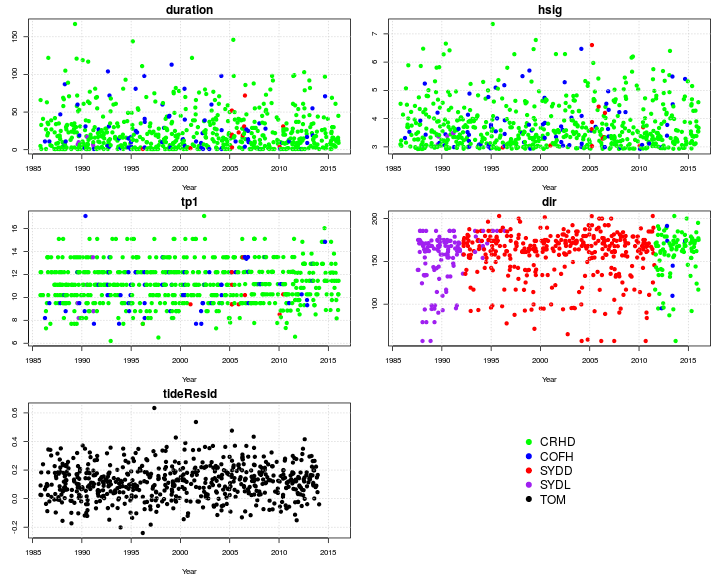 duration
150
100
50
0
1985 1990 1995 2000 2005 2010 2015
Year
hsig
7
6
5
4
3
1985 1990 1995 2000 2005 2010 2015
Year
tp1
16
14
12
10
8
6
1985 1990 1995 2000 2005 2010 2015
Year
dir
200
150
100
1985 1990 1995 2000 2005 2010 2015
Year
tideResid
0.6
0.4
0.2
0.0
-0.2
1985 1990 1995 2000 2005 2010 2015
Year
CRHD
COFH
SYDD
SYDL
TOM